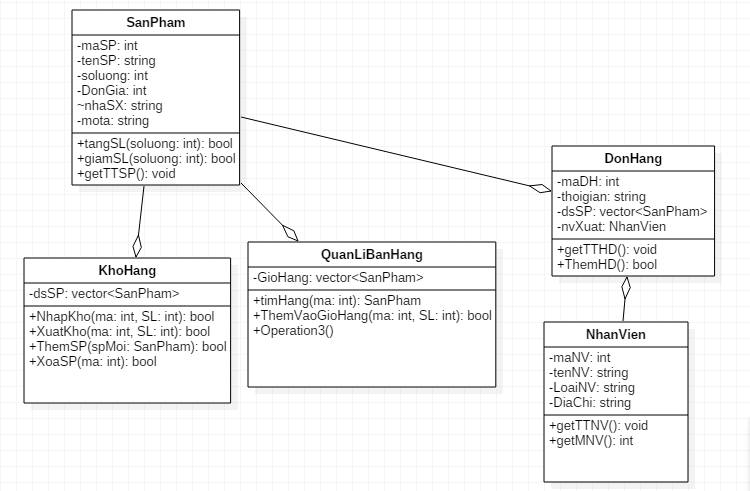 SanPham
-maSP: int
-tenSP: string
-soluong: int
-DonGia: int
~nhaSX: string
-mota: string
+tangSL(soluong: int): bool
+giamSL(soluong: int): bool
+getTTSP(): void
DonHang
-maDH: int
-thoigian: string
-dsSP: vector<SanPham>
-nvXuat: NhanVien
+getTTHD(): void
+ThemHD(): bool
KhoHang
-dsSP: vector<SanPham>
+NhapKho(ma: int, SL: int): bool
+XuatKho(ma: int, SL: int): bool
+ThemSP(spMoi: SanPham): bool
+XoaSP(ma: int): bool
QuanLiBanHang
-GioHang: vector<SanPham>
+timHang(ma: int): SanPham
+ThemVaoGioHang(ma: int, SL: int): bool
+Operation3()
NhanVien
-maNV: int
-tenNV: string
-LoaiNV: string
-DiaChi: string
+getTTNV(): void
+getMNV(): int